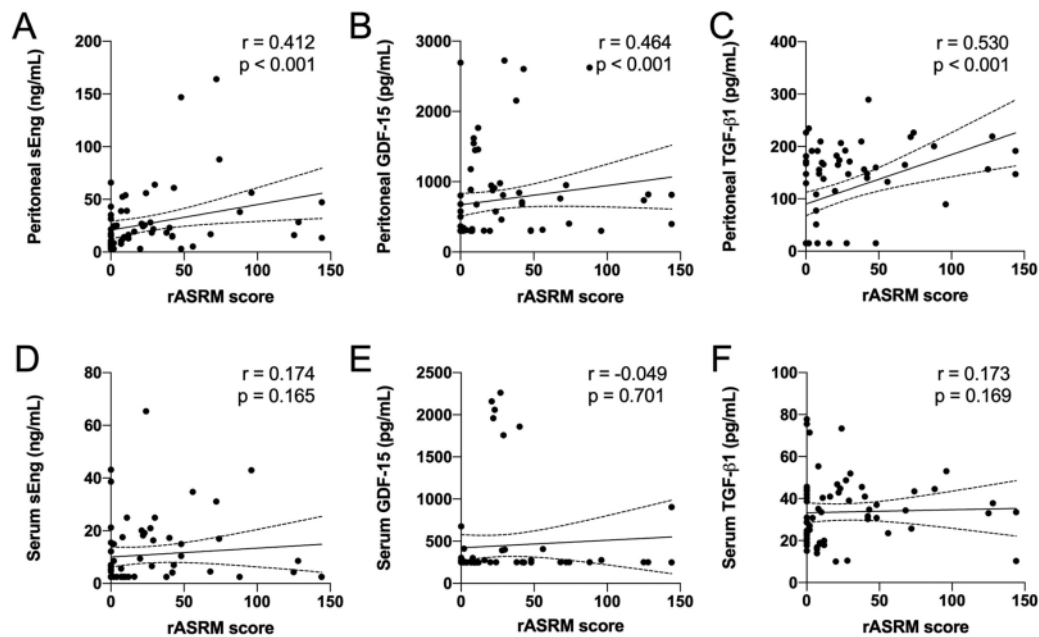 A
r = 0.412
p < 0.001
Peritoneal sEng (ng/mL)
200
150
100
50
0
0 50 100 150
rASRM score
B
r = 0.464
p < 0.001
Peritoneal GDF-15 (pg/mL)
3000
2000
1000
0
0 50 100 150
rASRM score
C
r = 0.530
p < 0.001
Peritoneal TGF-β1 (pg/mL)
400
300
200
100
0
0 50 100 150
rASRM score
D
r = 0.174
p = 0.165
Serum sEng (ng/mL)
80
60
40
20
0
0 50 100 150
rASRM score
E
r = -0.049
p = 0.701
Serum GDF-15 (pg/mL)
2500
2000
1500
1000
500
0
0 50 100 150
rASRM score
F
r = 0.173
p = 0.169
Serum TGF-β1 (pg/mL)
100
80
60
40
20
0
0 50 100 150
rASRM score